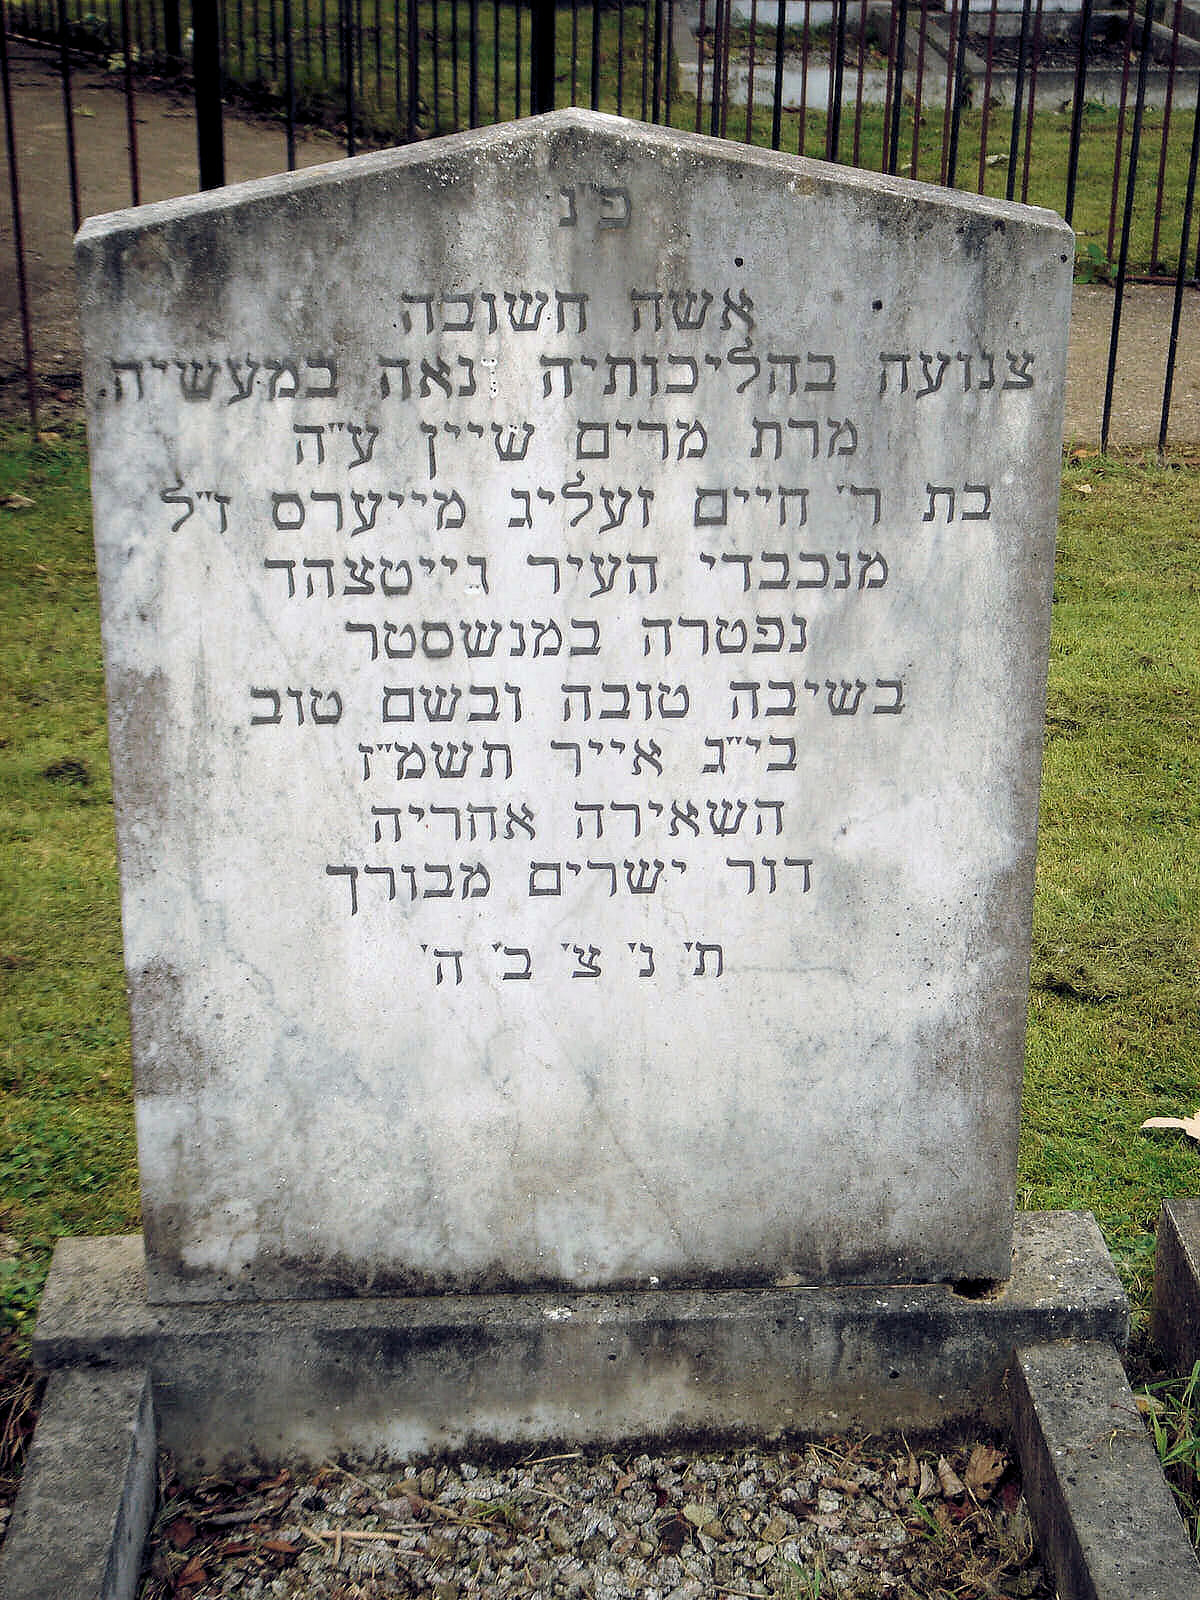 פ"נ
אשה חשובה
צנועה בהליכותיה ונאה במעשיה
מרת מרים שיין ע"ה
בת ר' חיים זעליג מייערס ז"ל
מנכבדי העיר גייטצהד
נפטרה במנשסטר
בשיבה טובה ובשם טוב
בי"ג אייר תשמ"ז
השאירה אחריה
דור ישרים מבורך
ת' נ' צ' ב' ה'